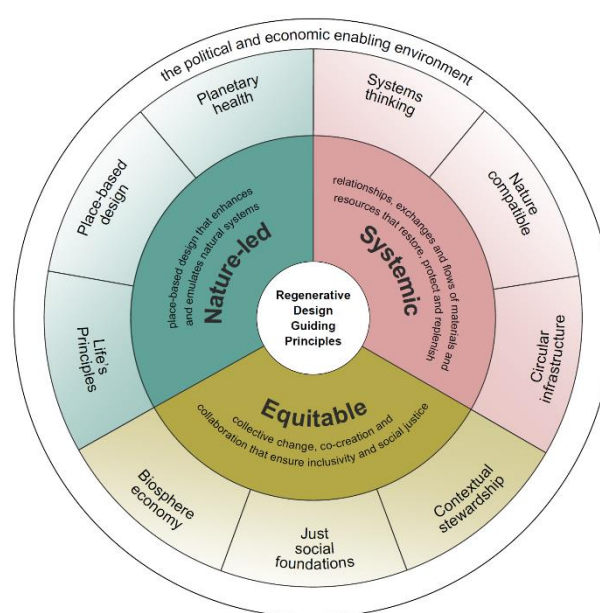 the political and economic enabling environment
Planetary
health
Systems
thinking
Place-based
design
Nature
compatible
Life's
Principles
Circular
infrastructure
place-based design that enhances
and emulates natural systems
Nature-led
relationships, exchanges and flows of materials and
resources that restore, protect and replenish
Systemic
Regenerative
Design
Guiding
Principles
Equitable
collective change, co-creation and
collaboration that ensure inclusivity and social justice
Biosphere
economy
Just
social
foundations
Contextual
stewardship